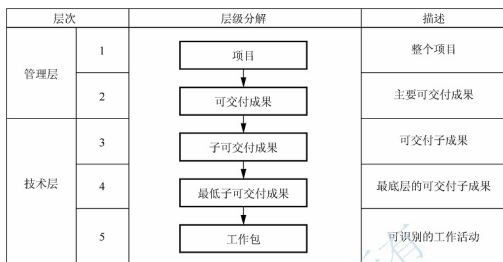 层次 层级分解 描述
管理层 1 项目 整个项目
2 可交付成果 主要可交付成果
技术层 3 子可交付成果 可交付子成果
4 最低子可交付成果 最底层的可交付子成果
5 工作包 可识别的工作活动
有